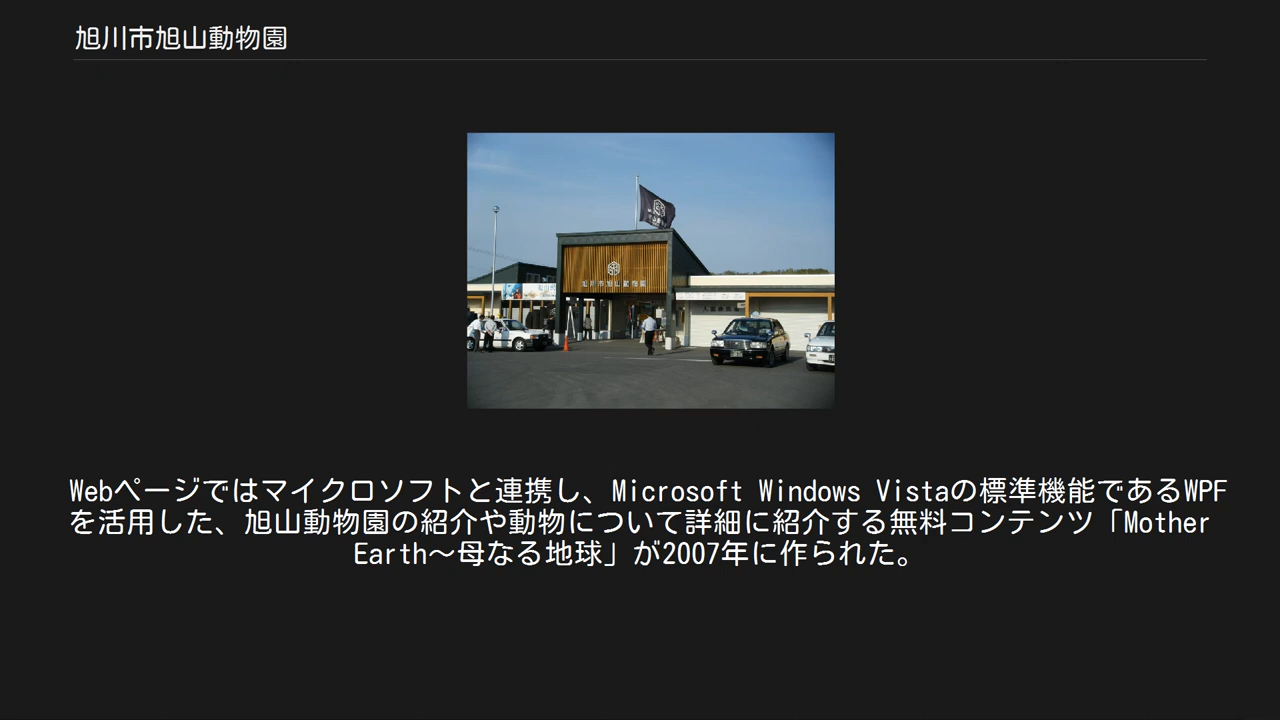 旭川市旭山動物園
旭川市旭山動物園
Webページではマイクロソフトと連携し、Microsoft Windows Vistaの標準機能であるWPF
を活用した、旭山動物園の紹介や動物について詳細に紹介する無料コンテンツ「Mother
Earth～母なる地球」が2007年に作られた。